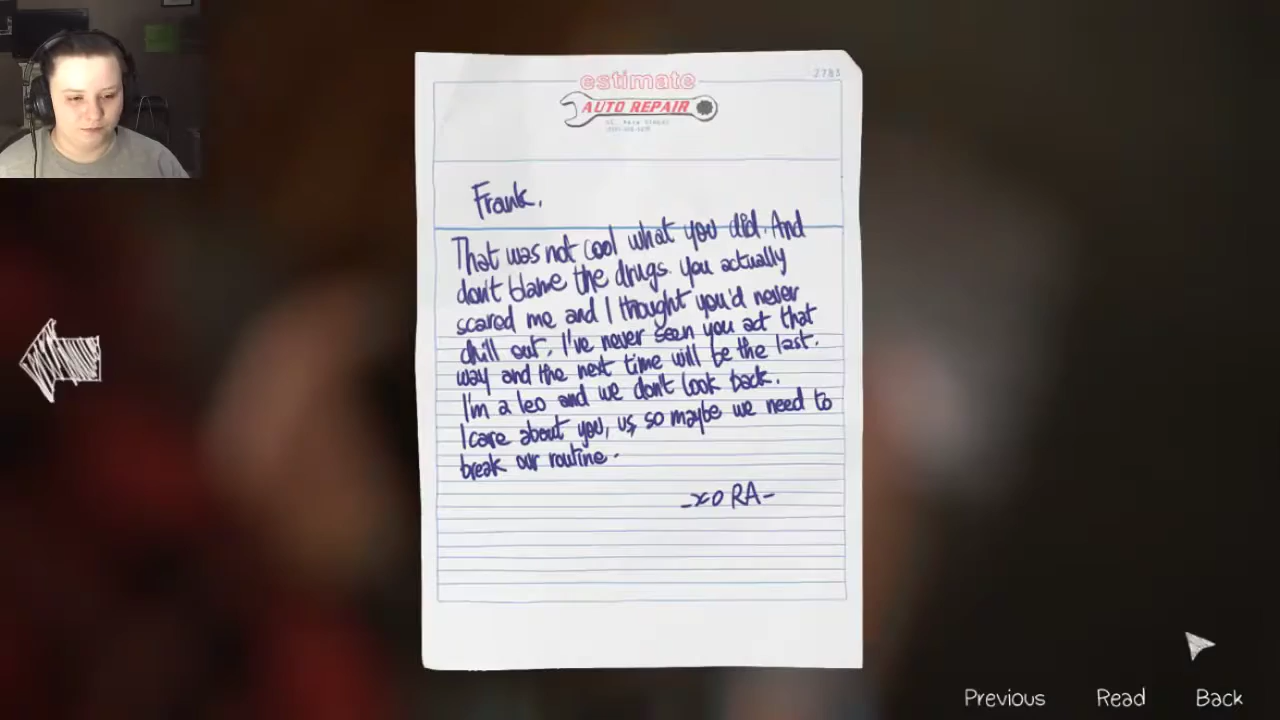 2783
estimate
AUTO REPAIR
Frank,
That was not cool what you did. And
don't blame the drugs. You actually
scared me and I thought you'd never
chill out. I've never seen you act that
way and the next time will be the last.
I'm a leo and we don't look back.
I care about you, us, so maybe we need to
break our routine.
-xo RA-
Previous
Read
Back